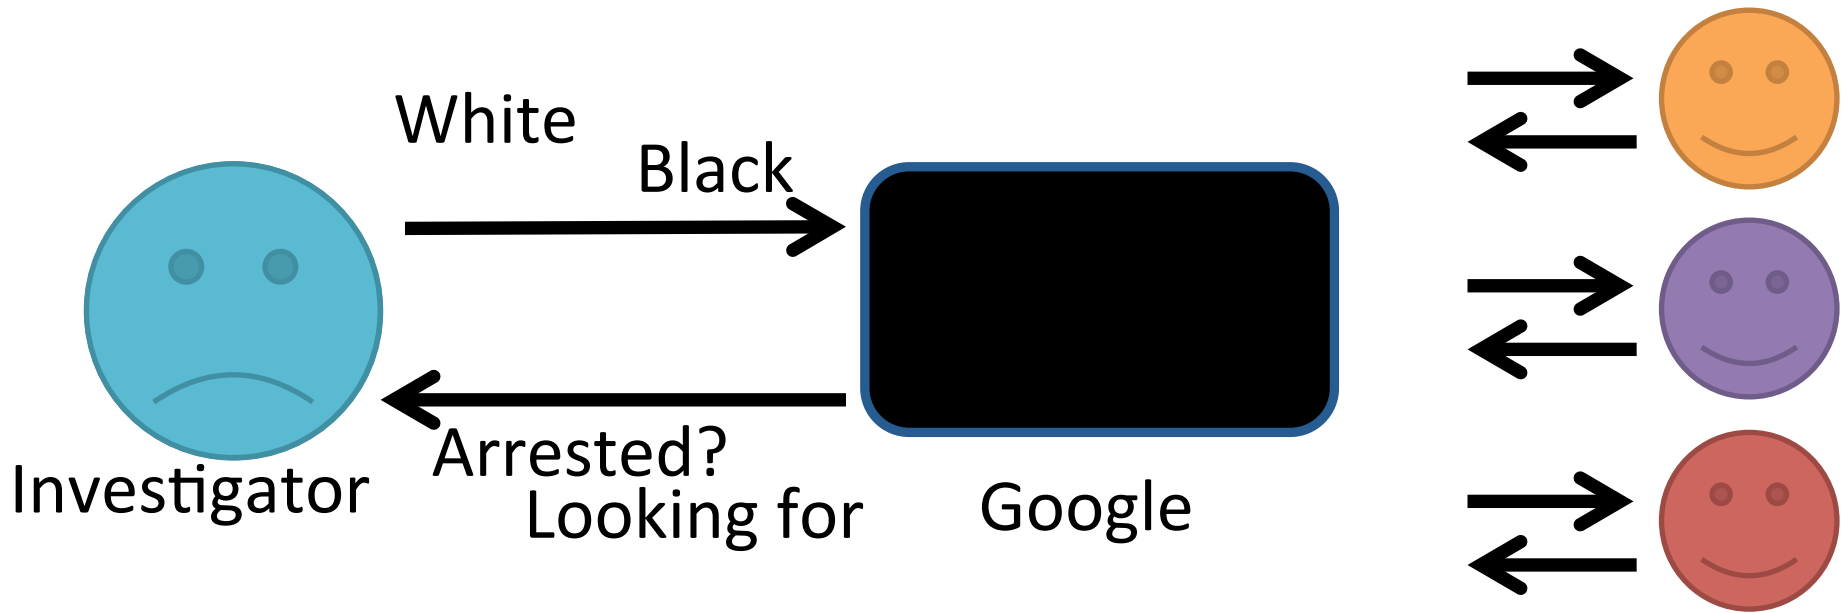 White
Black
Arrested?
Looking for
Investigator
Google